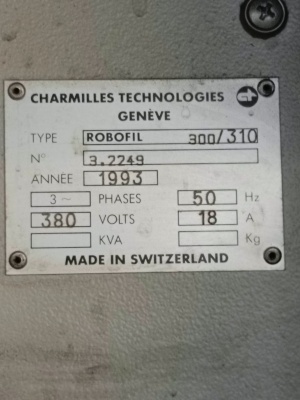 CHARMILLES TECHNOLOGIES
GENÈVE
TYPE ROBOFIL 300/310
N° 3.2249
ANNÉE 1993
3~ PHASES 50 Hz
380 VOLTS 18 A
KVA Kg
MADE IN SWITZERLAND